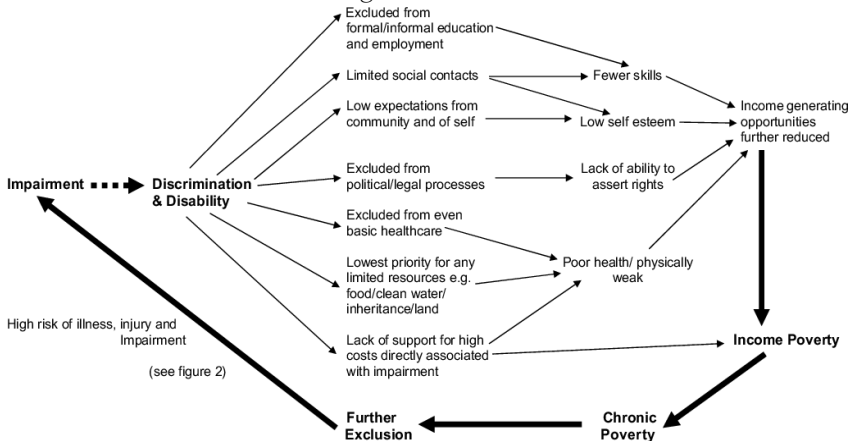 Excluded from
formal/informal education
and employment
Limited social contacts
Fewer skills
Low expectations from
community and of self
Low self esteem
Income generating
opportunities
further reduced
Impairment
Discrimination
& Disability
Excluded from
political/legal processes
Lack of ability to
assert rights
Excluded from even
basic healthcare
Lowest priority for any
limited resources e.g.
food/clean water/
inheritance/land
Poor health/ physically
weak
High risk of illness, injury and
Impairment
(see figure 2)
Lack of support for high
costs directly associated
with impairment
Income Poverty
Further
Exclusion
Chronic
Poverty